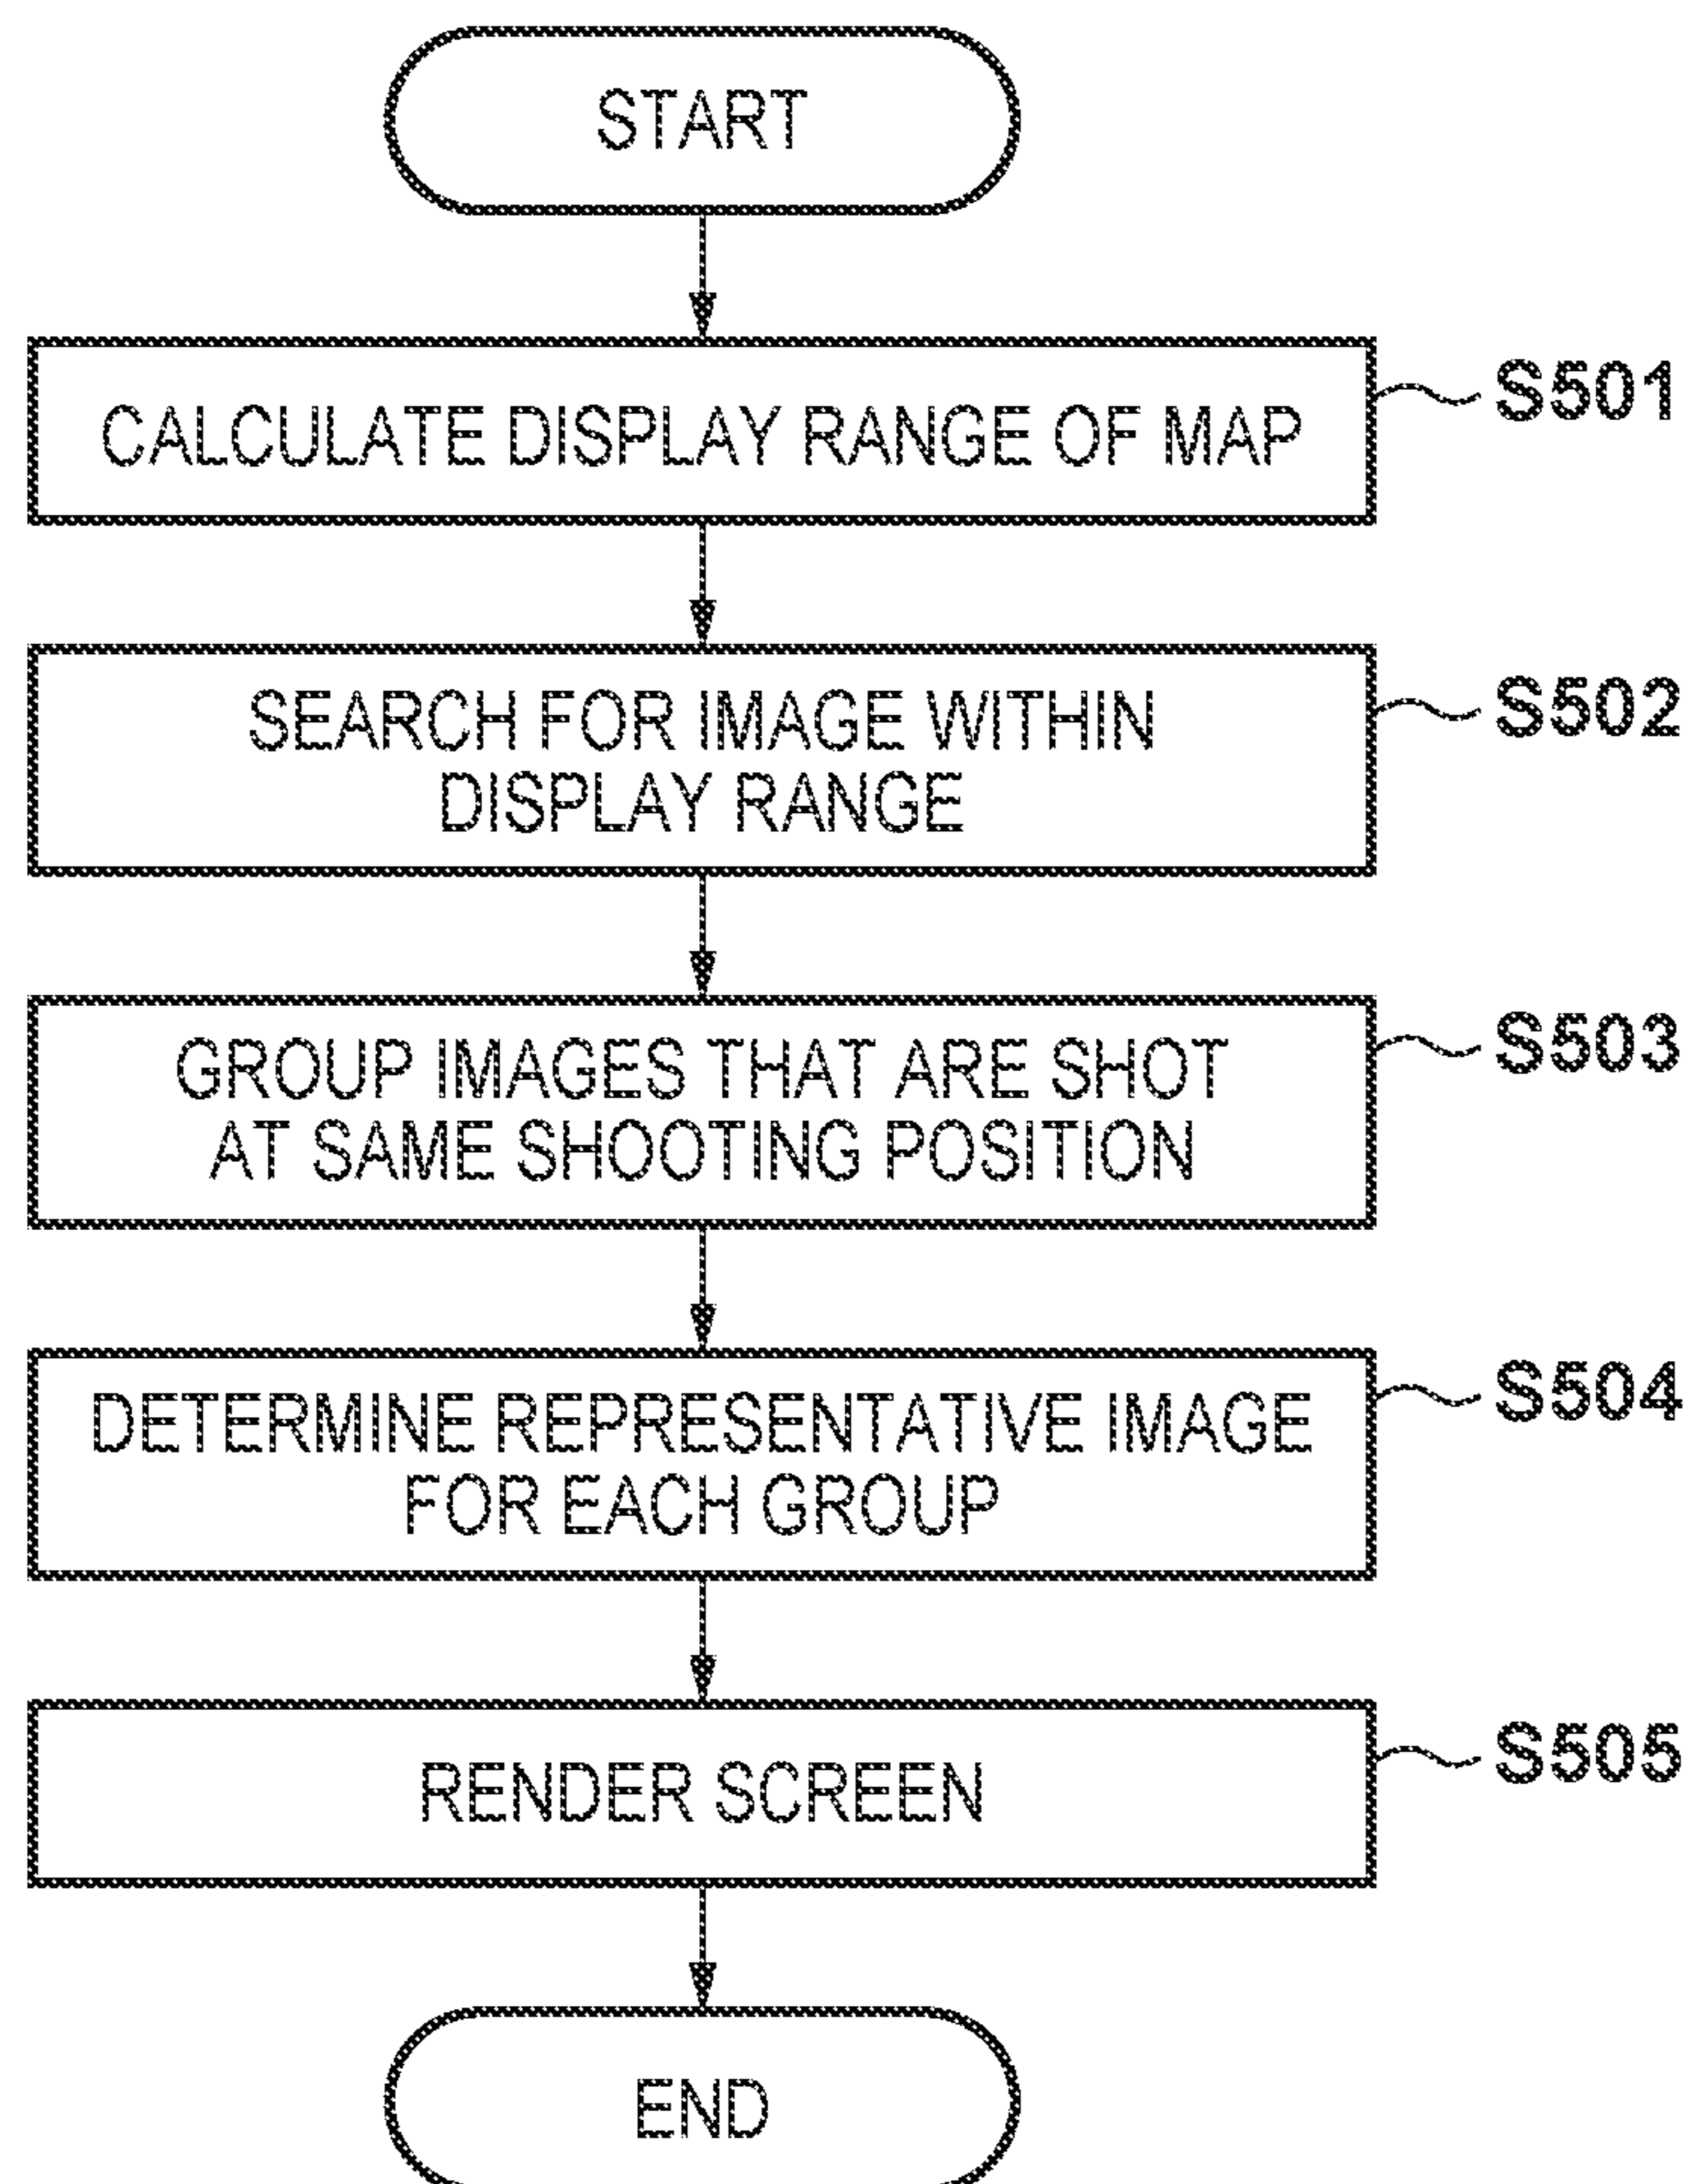 START
CALCULATE DISPLAY RANGE OF MAP
S501
SEARCH FOR IMAGE WITHIN
DISPLAY RANGE
S502
GROUP IMAGES THAT ARE SHOT
AT SAME SHOOTING POSITION
S503
DETERMINE REPRESENTATIVE IMAGE
FOR EACH GROUP
S504
RENDER SCREEN
S505
END